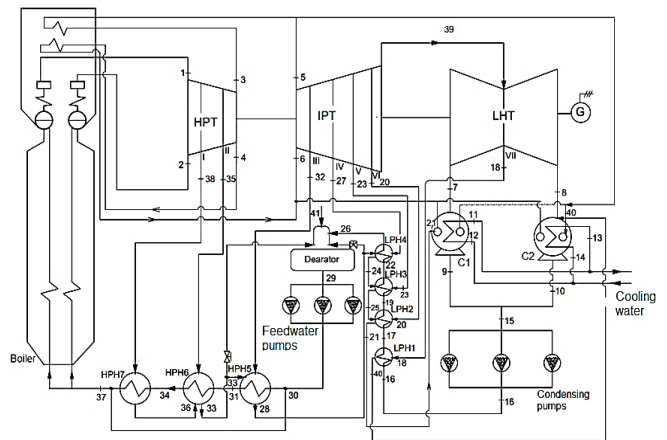 39
1
3
5
HPT
IPT
LHT
G
I
II
III
IV
V
VI
VII
2
4
6
38
35
32
27
23
20
18
7
8
41
26
LPH4
11
12
40
13
14
Dearator
22
24
LPH3
C1
C2
9
10
29
19
23
25
LPH2
20
21
17
15
Cooling
water
Feedwater
pumps
LPH1
18
40
16
Boiler
HPH7
HPH6
HPH5
33
37
34
36
33
31
28
30
16
Condensing
pumps